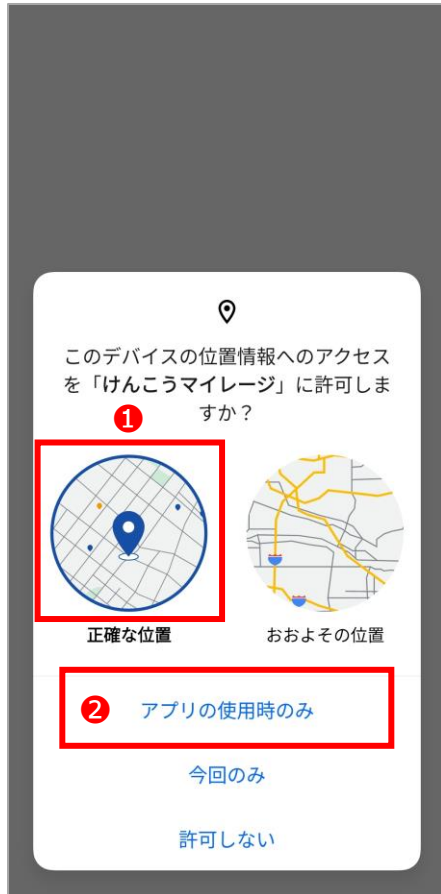 このデバイスの位置情報へのアクセス
を「けんこうマイレージ」に許可しま
すか？
❶
正確な位置
おおよその位置
❷ アプリの使用時のみ
今回のみ
許可しない